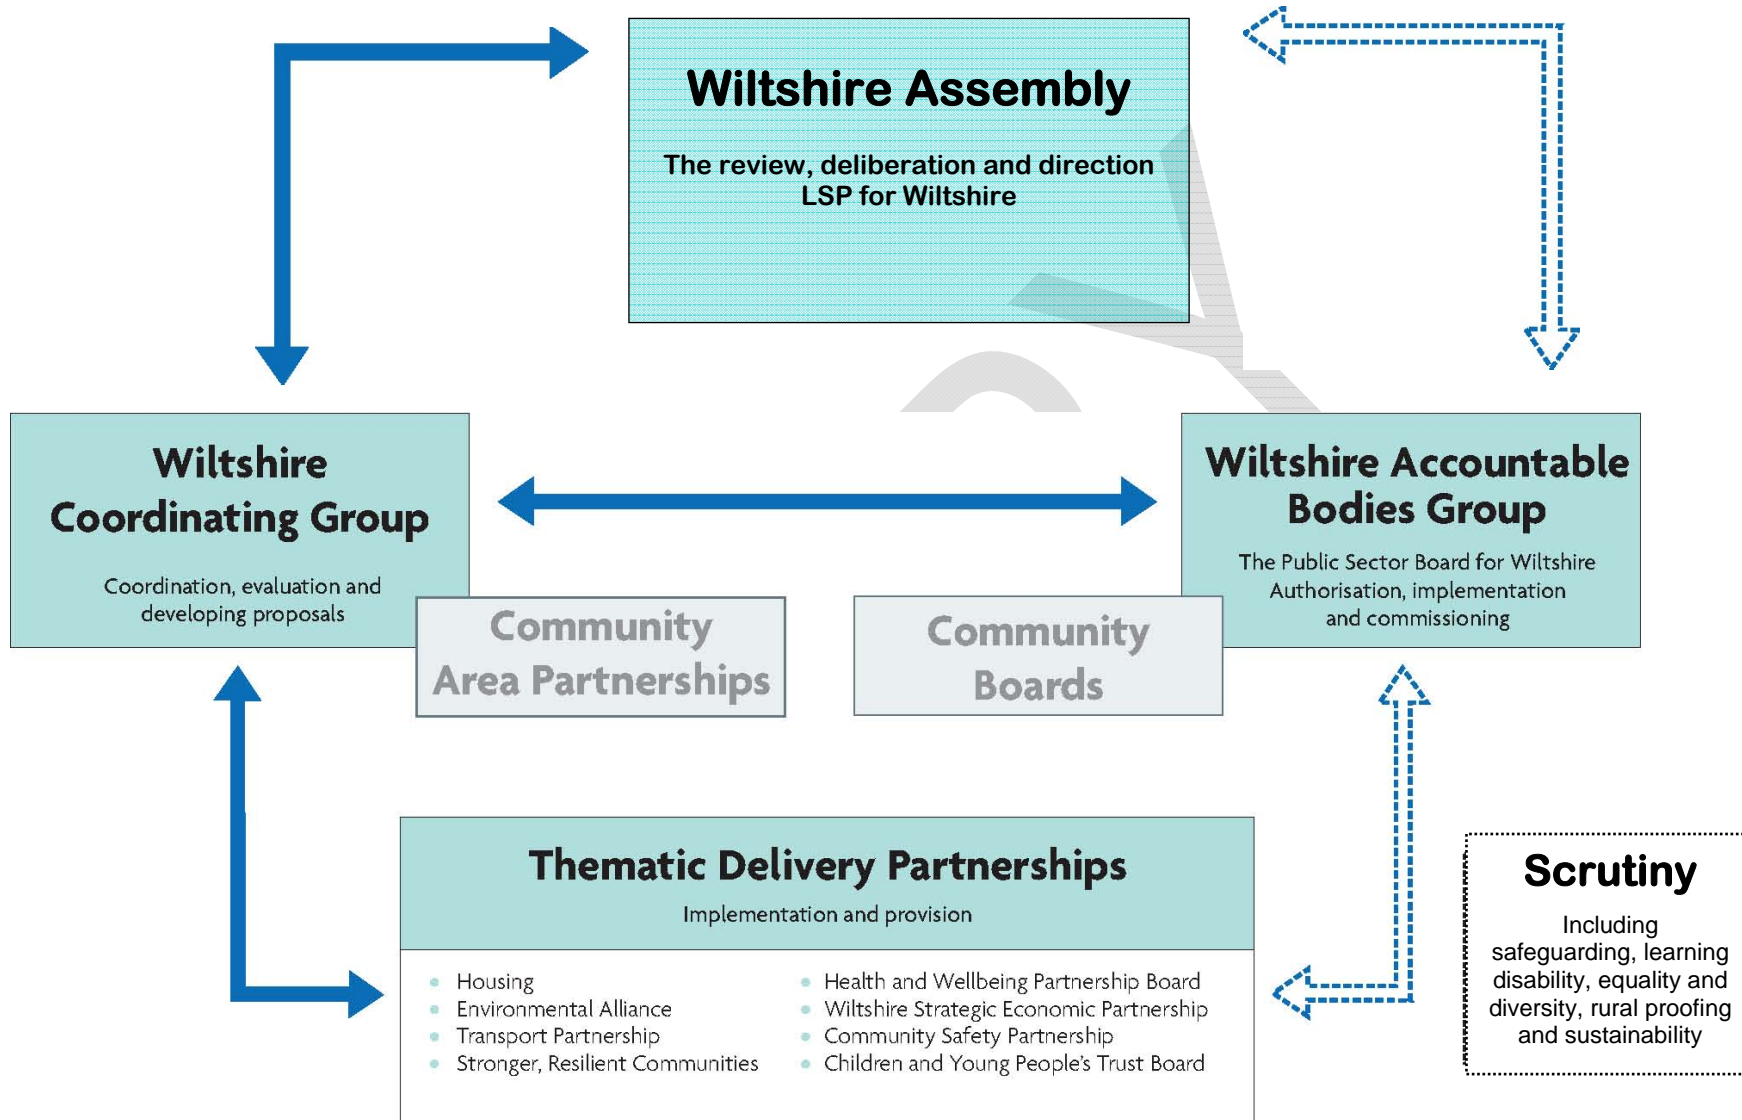 Wiltshire Assembly
The review, deliberation and direction
LSP for Wiltshire
Wiltshire
Coordinating Group
Coordination, evaluation and
developing proposals
Wiltshire Accountable
Bodies Group
The Public Sector Board for Wiltshire
Authorisation, implementation
and commissioning
Community
Area Partnerships
Community
Boards
Thematic Delivery Partnerships
Implementation and provision
Housing
Environmental Alliance
Transport Partnership
Stronger, Resilient Communities
Health and Wellbeing Partnership Board
Wiltshire Strategic Economic Partnership
Community Safety Partnership
Children and Young People's Trust Board
Scrutiny
Including
safeguarding, learning
disability, equality and
diversity, rural proofing
and sustainability